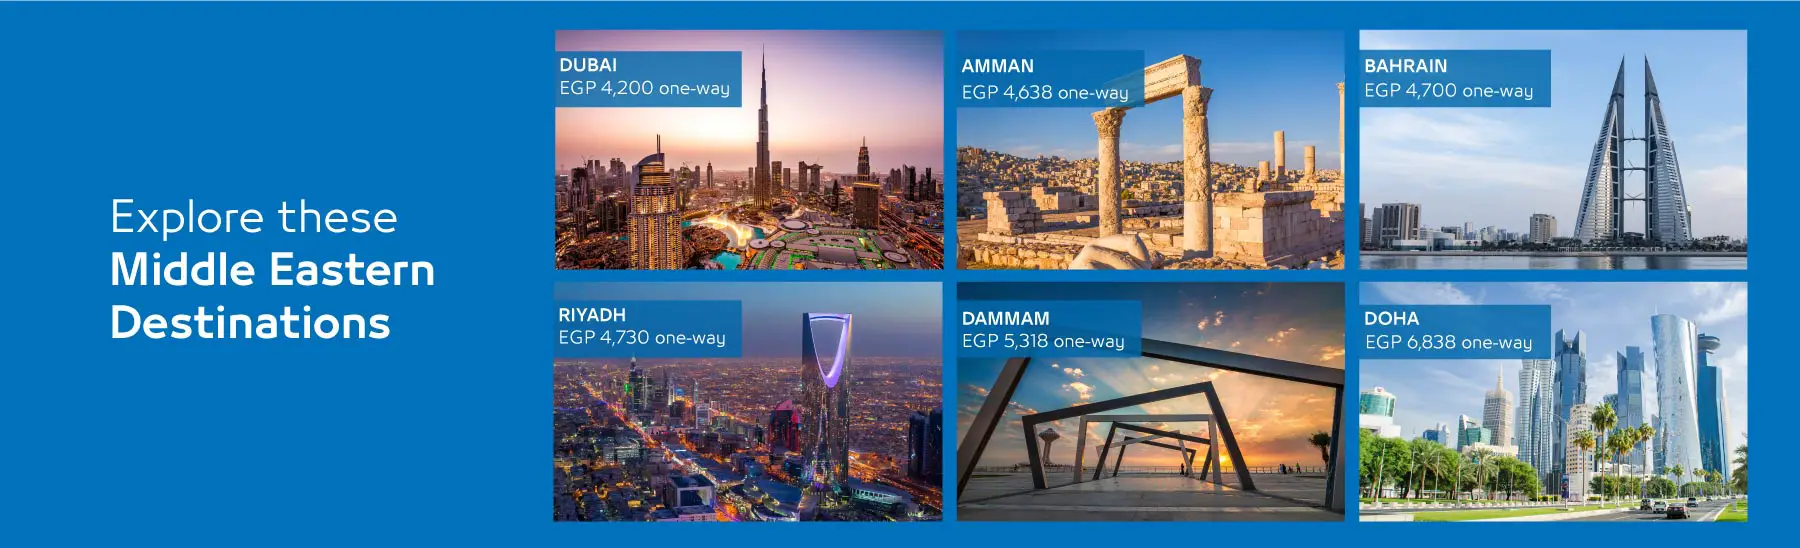 Explore these
Middle Eastern
Destinations
DUBAI
EGP 4,200 one-way
AMMAN
EGP 4,638 one-way
BAHRAIN
EGP 4,700 one-way
RIYADH
EGP 4,730 one-way
DAMMAM
EGP 5,318 one-way
DOHA
EGP 6,838 one-way